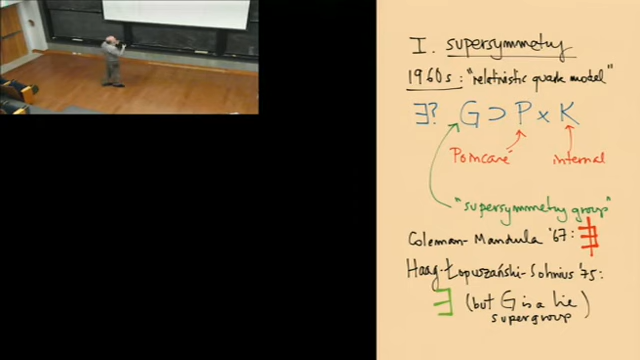 I. supersymmetry
1960s: "relativistic quark model"
∃? G ⊃ P × K
Poincaré internal
"supersymmetry group"
Coleman-Mandula '67: ∄
Haag-Łopuszański-Sohnius '75:
∃ (but G is a Lie
supergroup)